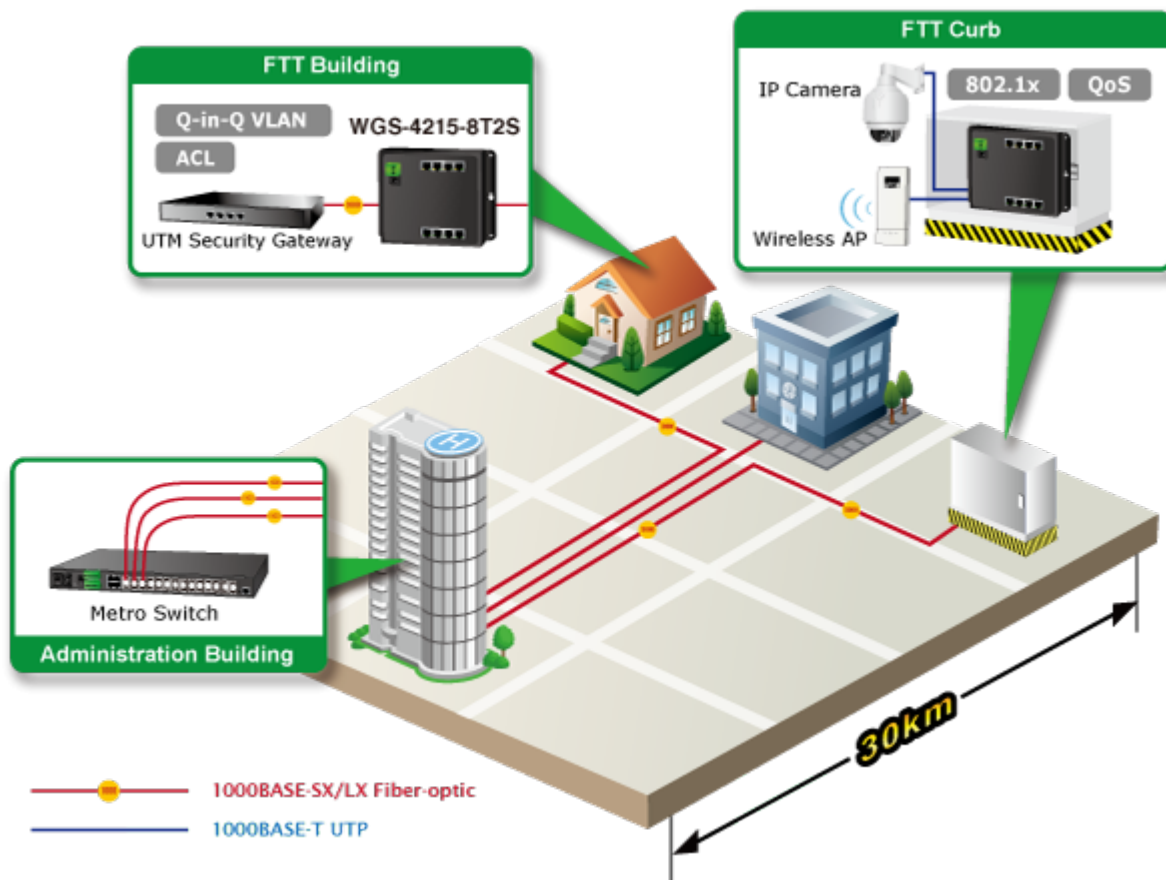 FTT Building
Q-in-Q VLAN
ACL
WGS-4215-8T2S
UTM Security Gateway
FTT Curb
IP Camera
802.1x
QoS
Wireless AP
Metro Switch
Administration Building
H
30km
1000BASE-SX/LX Fiber-optic
1000BASE-T UTP